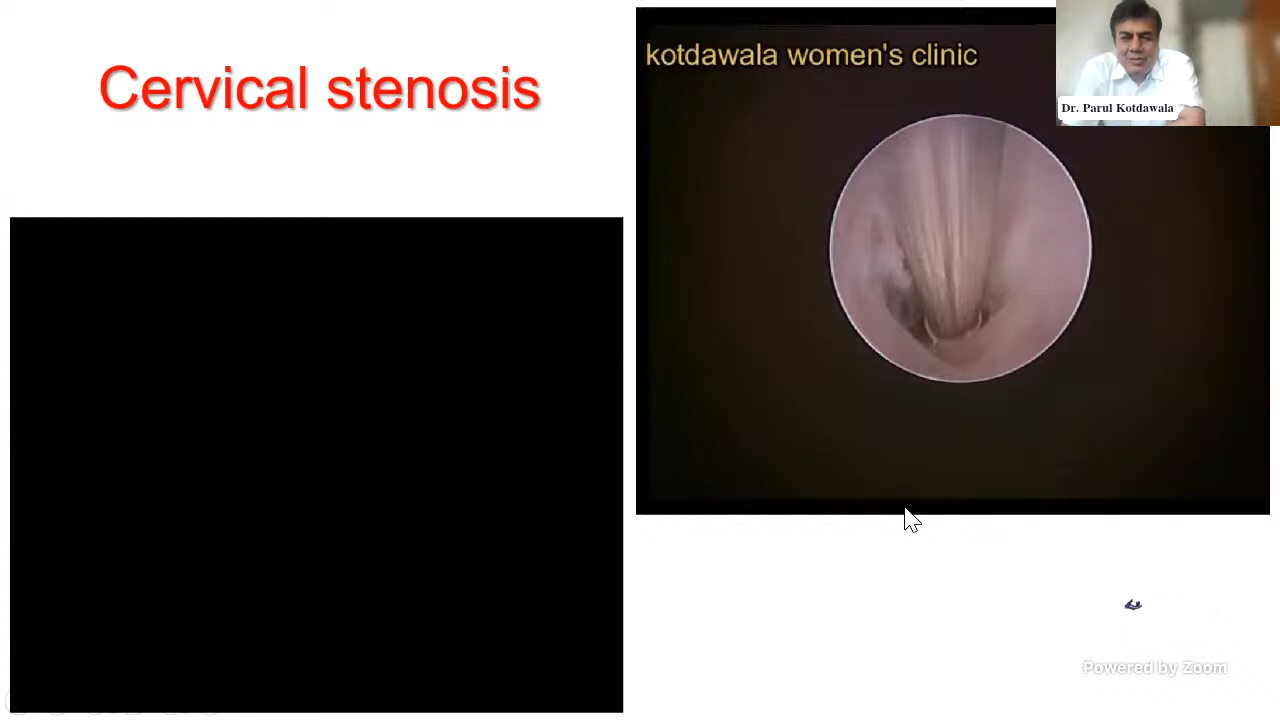 Cervical stenosis
kotdawala women's clinic
Dr. Parul Kotdawala
Powered by Zoom